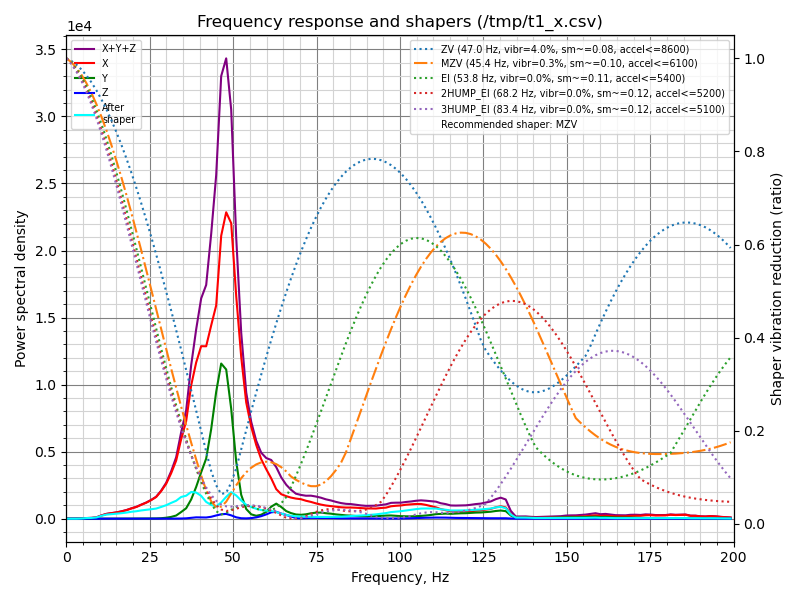 Frequency response and shapers (/tmp/t1_x.csv)
1e4
X+Y+Z
X
Y
Z
After
shaper
ZV (47.0 Hz, vibr=4.0%, sm~=0.08, accel<=8600)
MZV (45.4 Hz, vibr=0.3%, sm~=0.10, accel<=6100)
EI (53.8 Hz, vibr=0.0%, sm~=0.11, accel<=5400)
2HUMP_EI (68.2 Hz, vibr=0.0%, sm~=0.12, accel<=5200)
3HUMP_EI (83.4 Hz, vibr=0.0%, sm~=0.12, accel<=5100)
Recommended shaper: MZV
Power spectral density
3.5
3.0
2.5
2.0
1.5
1.0
0.5
0.0
Shaper vibration reduction (ratio)
1.0
0.8
0.6
0.4
0.2
0.0
0 25 50 75 100 125 150 175 200
Frequency, Hz